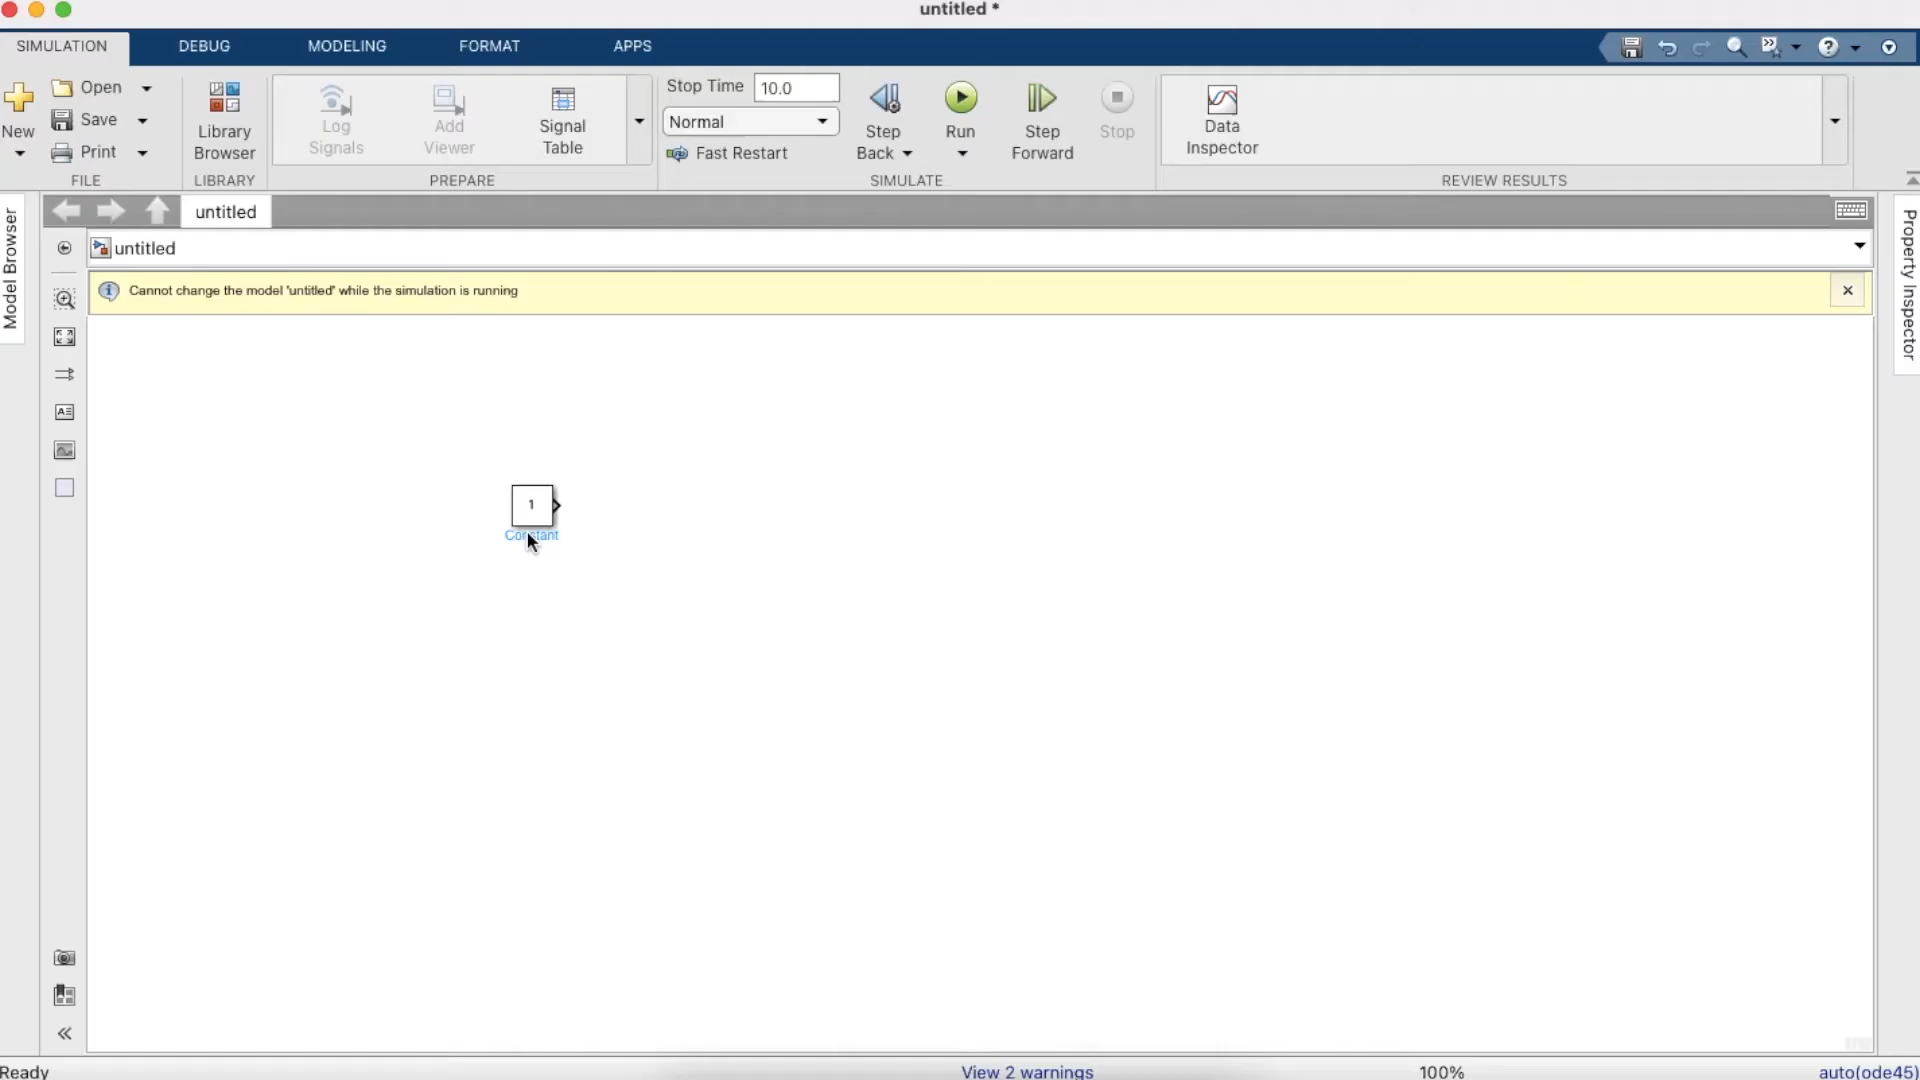 untitled *
SIMULATION
DEBUG
MODELING
FORMAT
APPS
New
Open
Save
Print
FILE
Library
Browser
LIBRARY
Log
Signals
Add
Viewer
Signal
Table
PREPARE
Stop Time 10.0
Normal
Fast Restart
Step
Back
Run
Step
Forward
Stop
SIMULATE
Data
Inspector
REVIEW RESULTS
Model Browser
untitled
Property Inspector
untitled
Cannot change the model 'untitled' while the simulation is running
1
Constant
Ready
View 2 warnings
100%
auto(ode45)